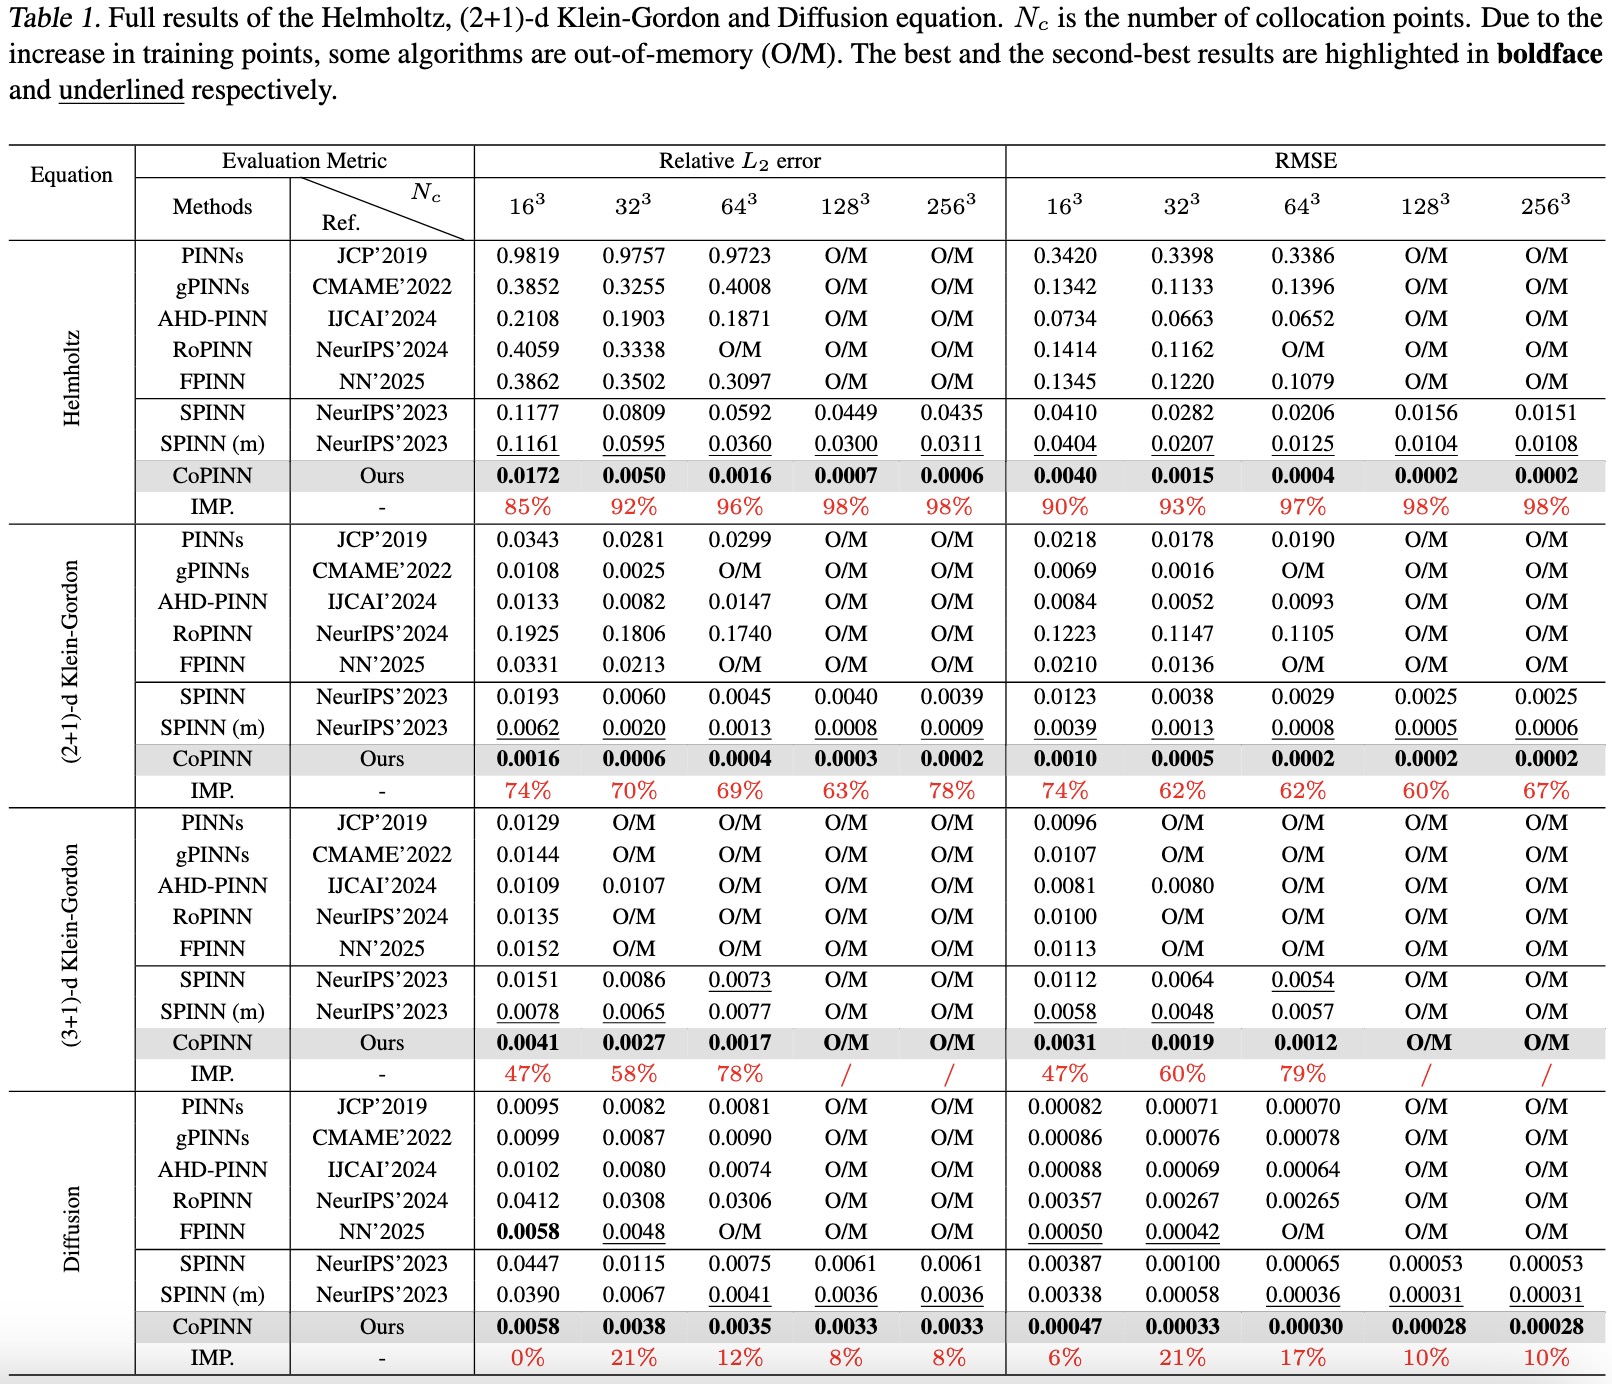 Table 1. Full results of the Helmholtz, (2+1)-d Klein-Gordon and Diffusion equation. N_c is the number of collocation points. Due to the
increase in training points, some algorithms are out-of-memory (O/M). The best and the second-best results are highlighted in boldface
and underlined respectively.
Equation Evaluation Metric Relative L_2 error RMSE
Methods Ref. N_c 16³ 32³ 64³ 128³ 256³ 16³ 32³ 64³ 128³ 256³
Helmholtz
PINNs JCP'2019 0.9819 0.9757 0.9723 O/M O/M 0.3420 0.3398 0.3386 O/M O/M
gPINNs CMAME'2022 0.3852 0.3255 0.4008 O/M O/M 0.1342 0.1133 0.1396 O/M O/M
AHD-PINN IJCAI'2024 0.2108 0.1903 0.1871 O/M O/M 0.0734 0.0663 0.0652 O/M O/M
RoPINN NeurIPS'2024 0.4059 0.3338 O/M O/M O/M 0.1414 0.1162 O/M O/M O/M
FPINN NN'2025 0.3862 0.3502 0.3097 O/M O/M 0.1345 0.1220 0.1079 O/M O/M
SPINN NeurIPS'2023 0.1177 0.0809 0.0592 0.0449 0.0435 0.0410 0.0282 0.0206 0.0156 0.0151
SPINN (m) NeurIPS'2023 0.1161 0.0595 0.0360 0.0300 0.0311 0.0404 0.0207 0.0125 0.0104 0.0108
CoPINN Ours 0.0172 0.0050 0.0016 0.0007 0.0006 0.0040 0.0015 0.0004 0.0002 0.0002
IMP. - 85% 92% 96% 98% 98% 90% 93% 97% 98% 98%
(2+1)-d Klein-Gordon
PINNs JCP'2019 0.0343 0.0281 0.0299 O/M O/M 0.0218 0.0178 0.0190 O/M O/M
gPINNs CMAME'2022 0.0108 0.0025 O/M O/M O/M 0.0069 0.0016 O/M O/M O/M
AHD-PINN IJCAI'2024 0.0133 0.0082 0.0147 O/M O/M 0.0084 0.0052 0.0093 O/M O/M
RoPINN NeurIPS'2024 0.1925 0.1806 0.1740 O/M O/M 0.1223 0.1147 0.1105 O/M O/M
FPINN NN'2025 0.0331 0.0213 O/M O/M O/M 0.0210 0.0136 O/M O/M O/M
SPINN NeurIPS'2023 0.0193 0.0060 0.0045 0.0040 0.0039 0.0123 0.0038 0.0029 0.0025 0.0025
SPINN (m) NeurIPS'2023 0.0062 0.0020 0.0013 0.0008 0.0009 0.0039 0.0013 0.0008 0.0005 0.0006
CoPINN Ours 0.0016 0.0006 0.0004 0.0003 0.0002 0.0010 0.0005 0.0002 0.0002 0.0002
IMP. - 74% 70% 69% 63% 78% 74% 62% 62% 60% 67%
(3+1)-d Klein-Gordon
PINNs JCP'2019 0.0129 O/M O/M O/M O/M 0.0096 O/M O/M O/M O/M
gPINNs CMAME'2022 0.0144 O/M O/M O/M O/M 0.0107 O/M O/M O/M O/M
AHD-PINN IJCAI'2024 0.0109 0.0107 O/M O/M O/M 0.0081 0.0080 O/M O/M O/M
RoPINN NeurIPS'2024 0.0135 O/M O/M O/M O/M 0.0100 O/M O/M O/M O/M
FPINN NN'2025 0.0152 O/M O/M O/M O/M 0.0113 O/M O/M O/M O/M
SPINN NeurIPS'2023 0.0151 0.0086 0.0073 O/M O/M 0.0112 0.0064 0.0054 O/M O/M
SPINN (m) NeurIPS'2023 0.0078 0.0065 0.0077 O/M O/M 0.0058 0.0048 0.0057 O/M O/M
CoPINN Ours 0.0041 0.0027 0.0017 O/M O/M 0.0031 0.0019 0.0012 O/M O/M
IMP. - 47% 58% 78% / / 47% 60% 79% / /
Diffusion
PINNs JCP'2019 0.0095 0.0082 0.0081 O/M O/M 0.00082 0.00071 0.00070 O/M O/M
gPINNs CMAME'2022 0.0099 0.0087 0.0090 O/M O/M 0.00086 0.00076 0.00078 O/M O/M
AHD-PINN IJCAI'2024 0.0102 0.0080 0.0074 O/M O/M 0.00088 0.00069 0.00064 O/M O/M
RoPINN NeurIPS'2024 0.0412 0.0308 0.0306 O/M O/M 0.00357 0.00267 0.00265 O/M O/M
FPINN NN'2025 0.0058 0.0048 O/M O/M O/M 0.00050 0.00042 O/M O/M O/M
SPINN NeurIPS'2023 0.0447 0.0115 0.0075 0.0061 0.0061 0.00387 0.00100 0.00065 0.00053 0.00053
SPINN (m) NeurIPS'2023 0.0390 0.0067 0.0041 0.0036 0.0036 0.00338 0.00058 0.00036 0.00031 0.00031
CoPINN Ours 0.0058 0.0038 0.0035 0.0033 0.0033 0.00047 0.00033 0.00030 0.00028 0.00028
IMP. - 0% 21% 12% 8% 8% 6% 21% 17% 10% 10%